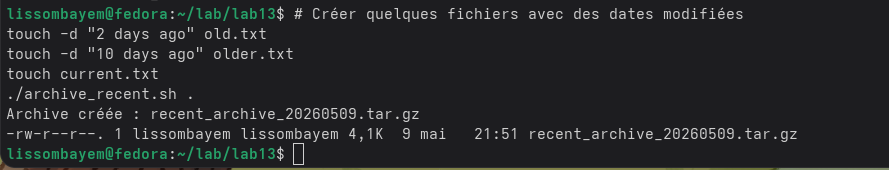 lissombayem@fedora:~/lab/lab13$ # Créer quelques fichiers avec des dates modifiées
touch -d "2 days ago" old.txt
touch -d "10 days ago" older.txt
touch current.txt
./archive_recent.sh .
Archive créée : recent_archive_20260509.tar.gz
-rw-r--r--. 1 lissombayem lissombayem 4,1K  9 mai   21:51 recent_archive_20260509.tar.gz
lissombayem@fedora:~/lab/lab13$